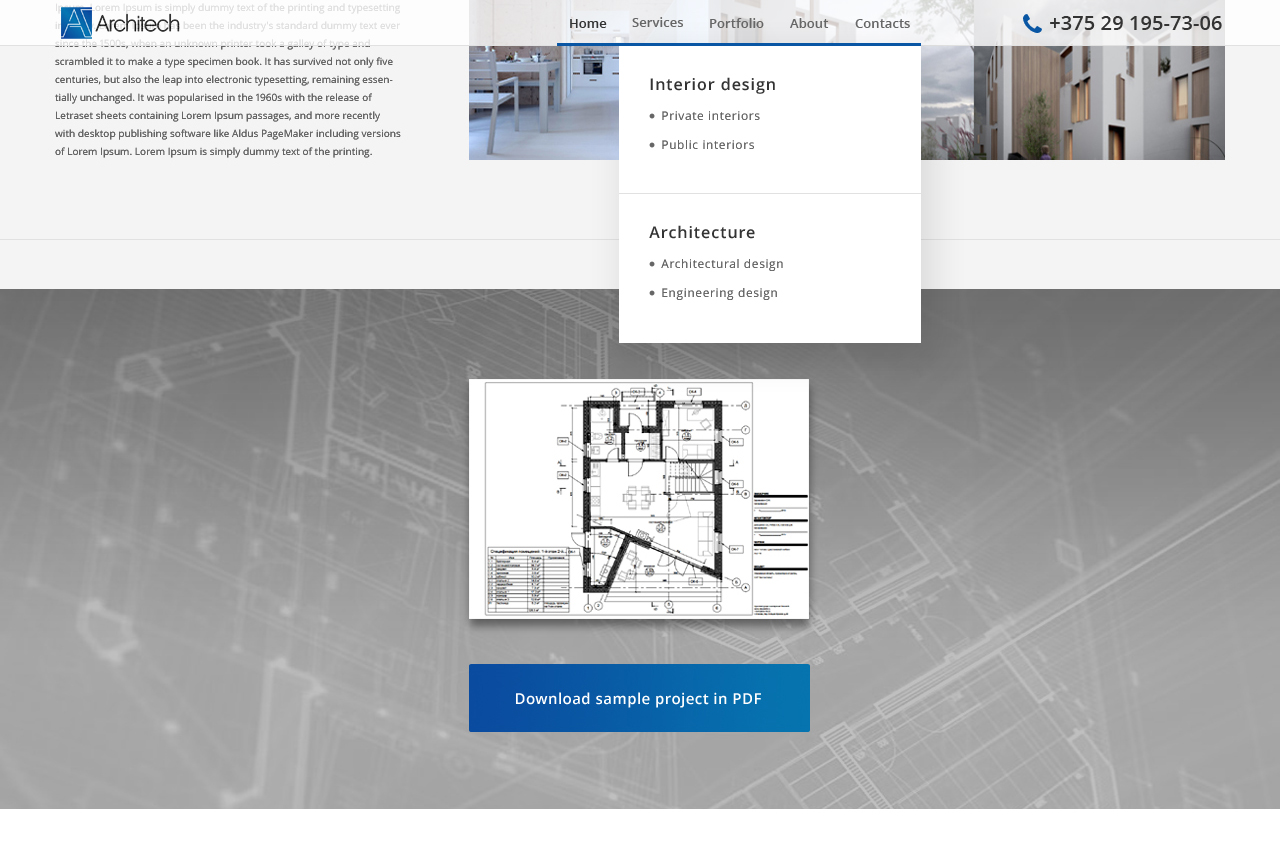 Architech
Home
Services
Portfolio
About
Contacts
+375 29 195-73-06
Lorem Ipsum is simply dummy text of the printing and typesetting
been the industry's standard dummy text ever
since the 1500s, when an unknown printer took a galley of type and
scrambled it to make a type specimen book. It has survived not only five
centuries, but also the leap into electronic typesetting, remaining essen-
tially unchanged. It was popularised in the 1960s with the release of
Letraset sheets containing Lorem Ipsum passages, and more recently
with desktop publishing software like Aldus PageMaker including versions
of Lorem Ipsum. Lorem Ipsum is simply dummy text of the printing.
Interior design
• Private interiors
• Public interiors
Architecture
• Architectural design
• Engineering design
Download sample project in PDF